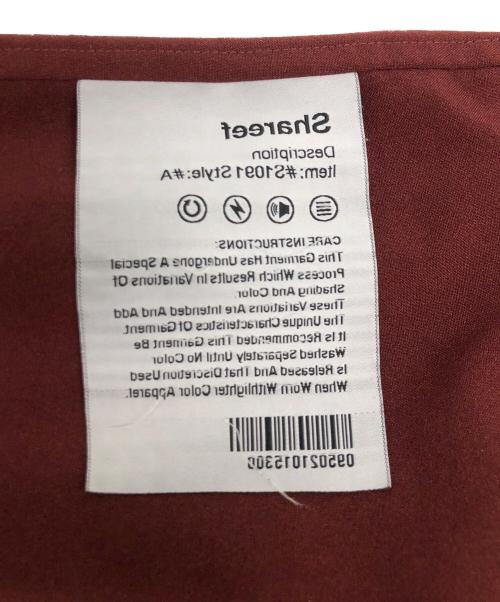 Shareef
Description
Item:#S1091 Style:#A
CARE INSTRUCTIONS:
This Garment Has Undergone A Special
Process Which Results In Variations Of
Shading And Color.
These Variations Are Intended And Add
The Unique Characteristics Of Garment.
It Is Recommended This Garment Be
Washed Separately Until No Color
Is Released And That Discretion Used
When Worn Withlighter Color Apparel.
0950210153009